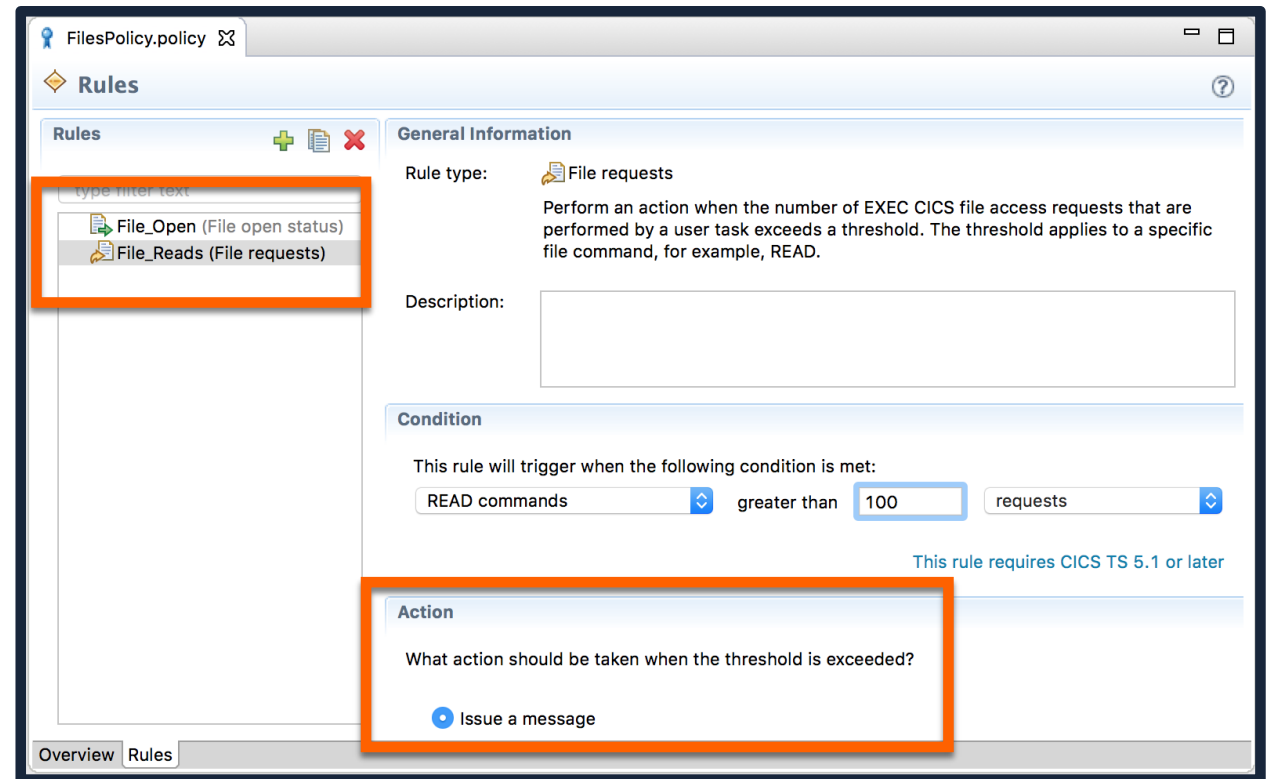 FilesPolicy.policy
Rules
Rules
type filter text
File_Open (File open status)
File_Reads (File requests)
General Information
Rule type: File requests
Perform an action when the number of EXEC CICS file access requests that are
performed by a user task exceeds a threshold. The threshold applies to a specific
file command, for example, READ.
Description:
Condition
This rule will trigger when the following condition is met:
READ commands greater than 100 requests
This rule requires CICS TS 5.1 or later
Action
What action should be taken when the threshold is exceeded?
Issue a message
Overview Rules